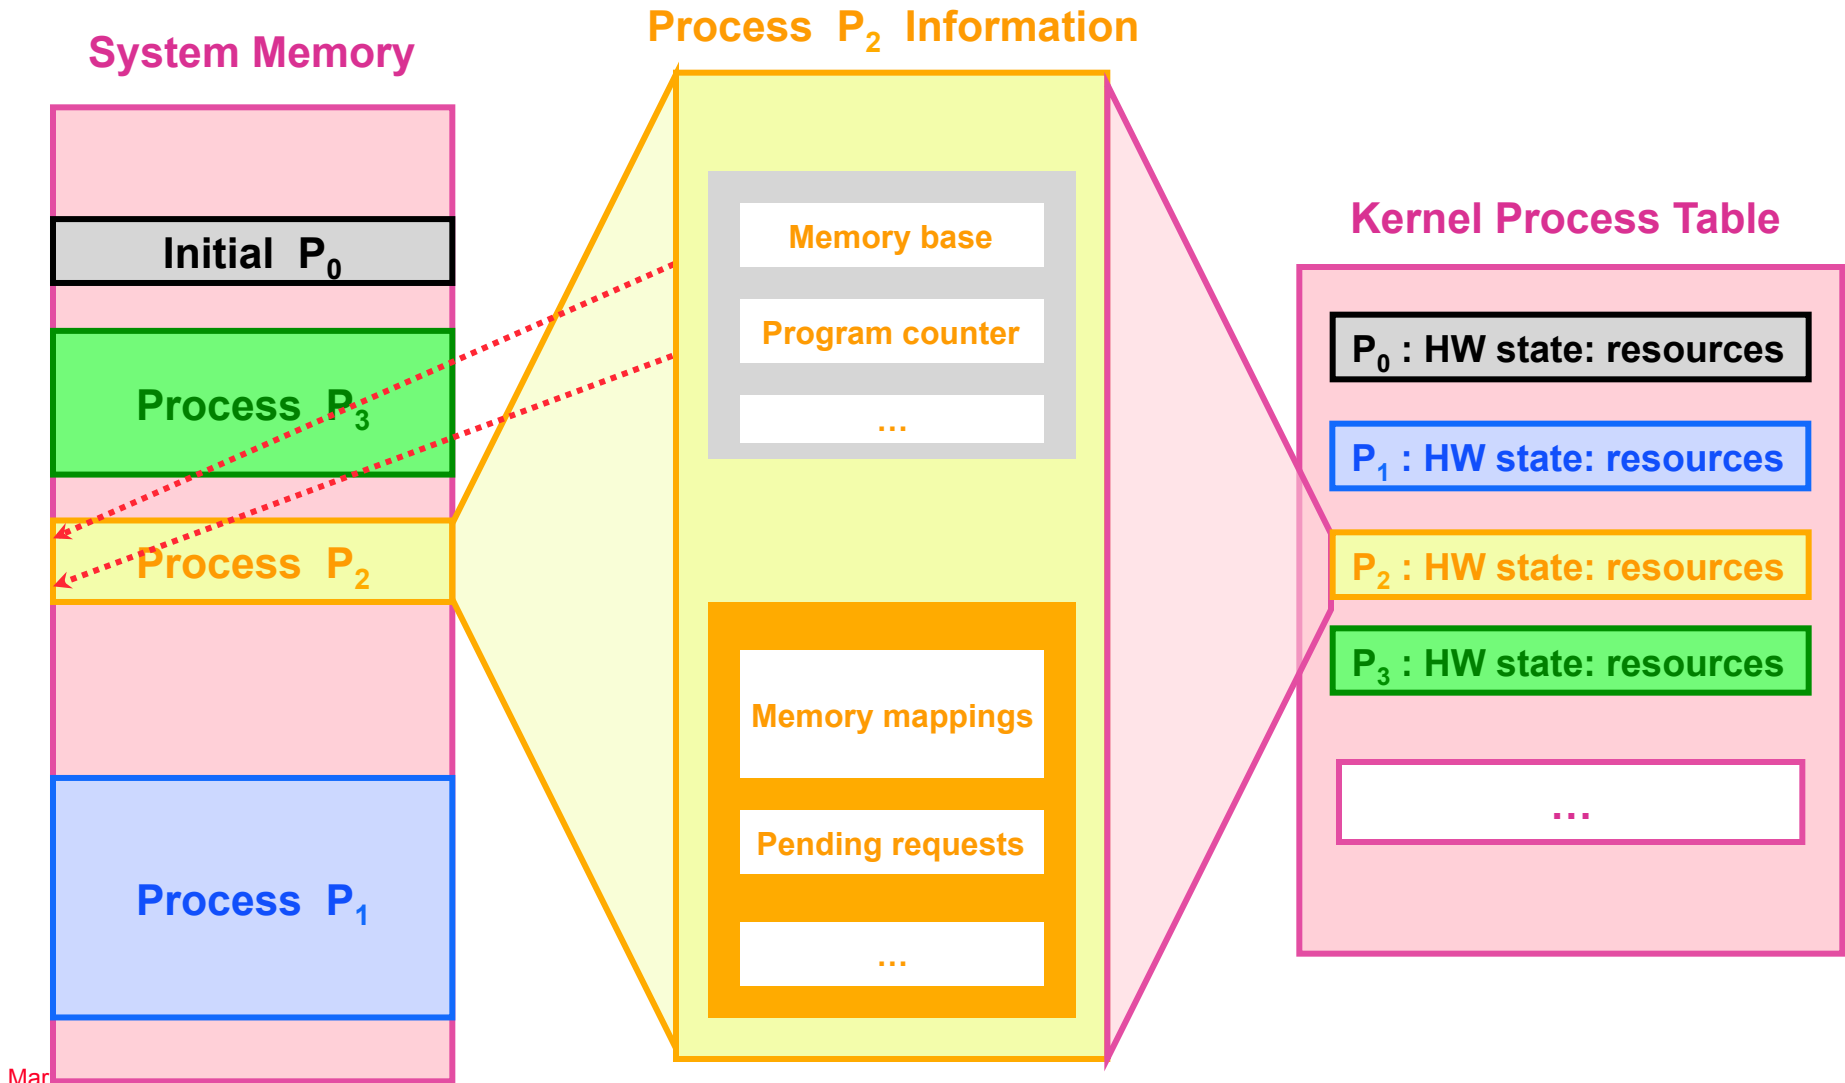 System Memory
Initial P0
Process P3
Process P2
Process P1
Process P2 Information
Memory base
Program counter
...
Memory mappings
Pending requests
...
Kernel Process Table
P0 : HW state: resources
P1 : HW state: resources
P2 : HW state: resources
P3 : HW state: resources
...
Mar